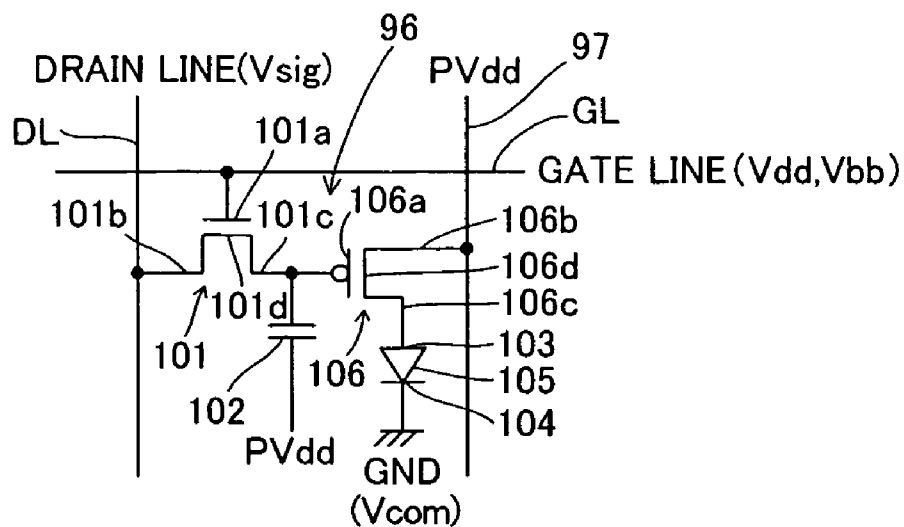 96
97
DRAIN LINE(Vsig)
PVdd
DL
101a
GL
GATE LINE(Vdd,Vbb)
101b
101c
106a
106b
106d
101d
106c
101
103
106
105
102
104
PVdd
GND
(Vcom)